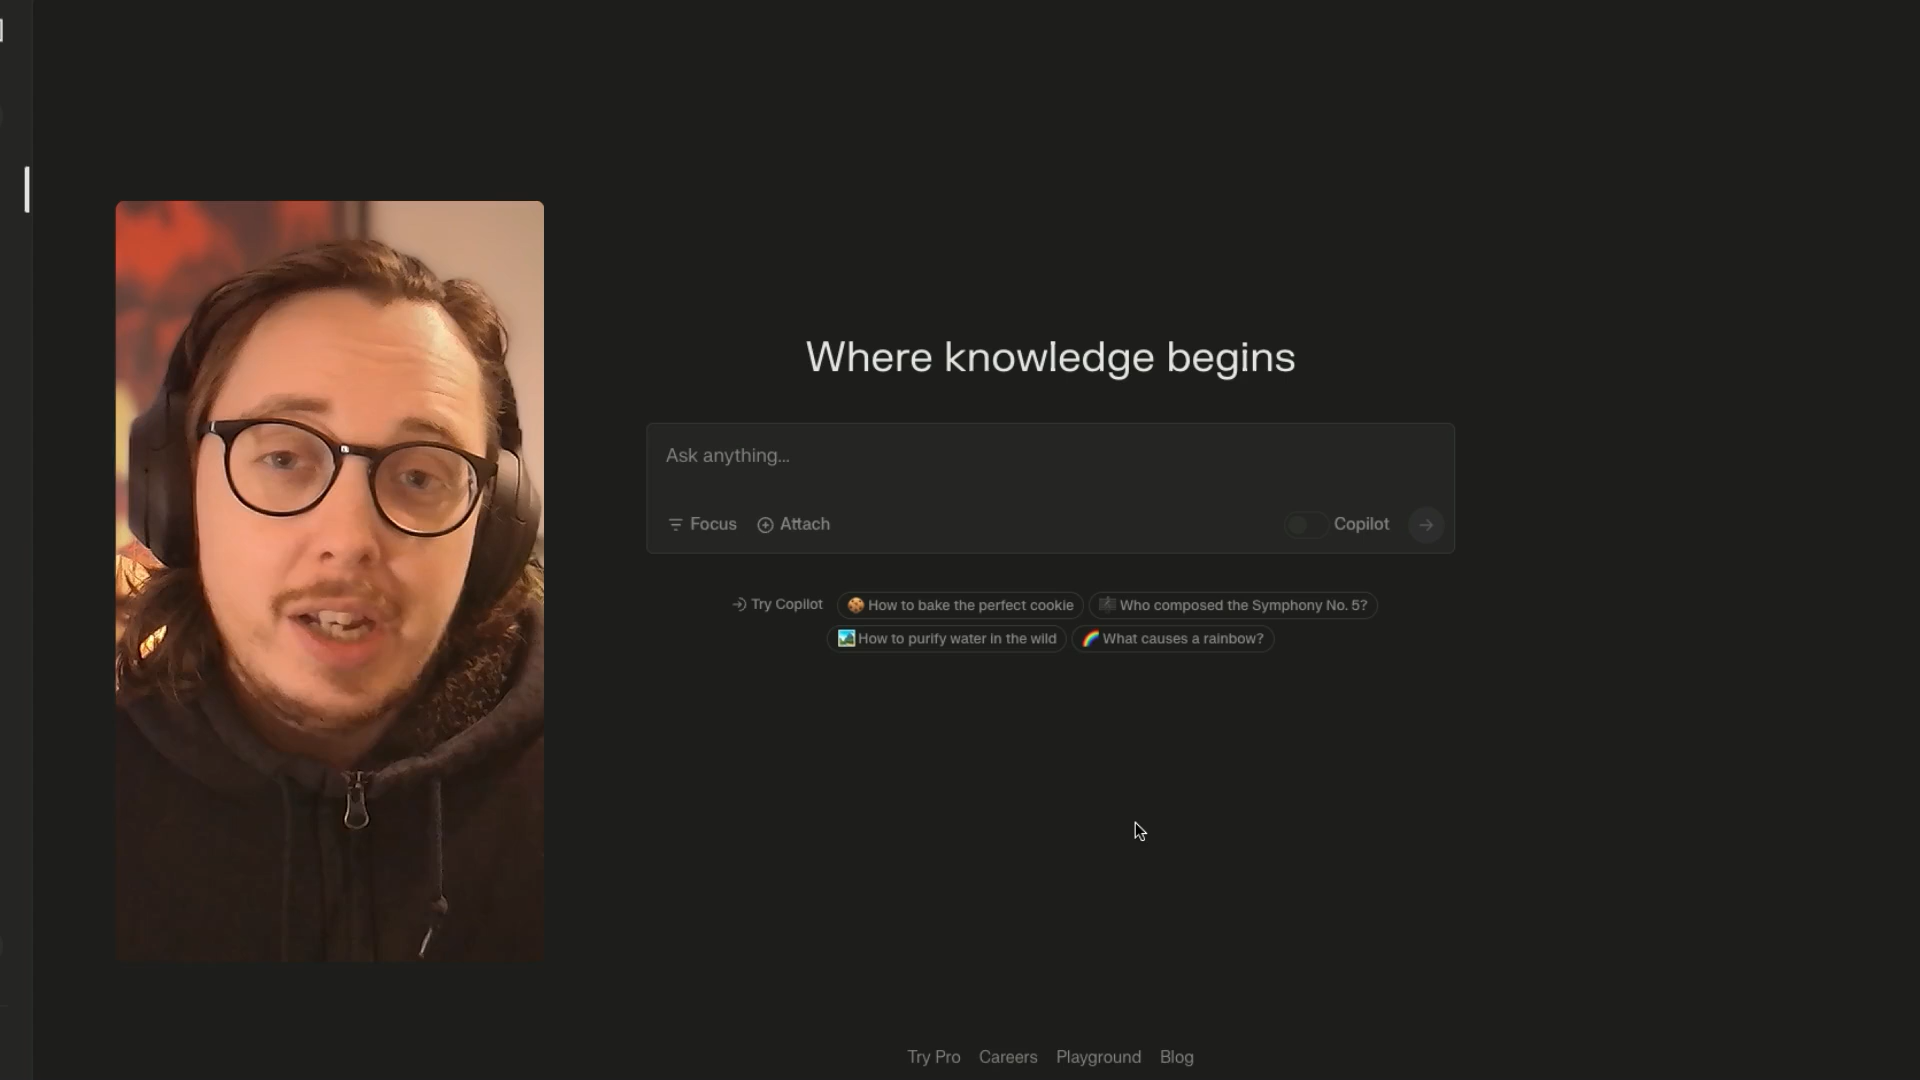 Where knowledge begins
Ask anything...
Focus
Attach
Copilot
Try Copilot
How to bake the perfect cookie
Who composed the Symphony No. 5?
How to purify water in the wild
What causes a rainbow?
Try Pro
Careers
Playground
Blog